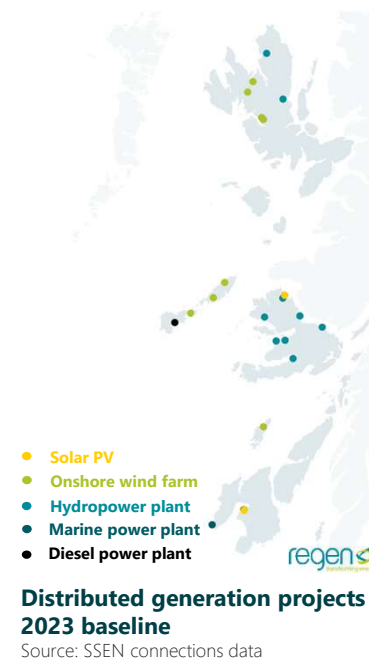 Solar PV
Onshore wind farm
Hydropower plant
Marine power plant
Diesel power plant
regen
Distributed generation projects
2023 baseline
Source: SSEN connections data